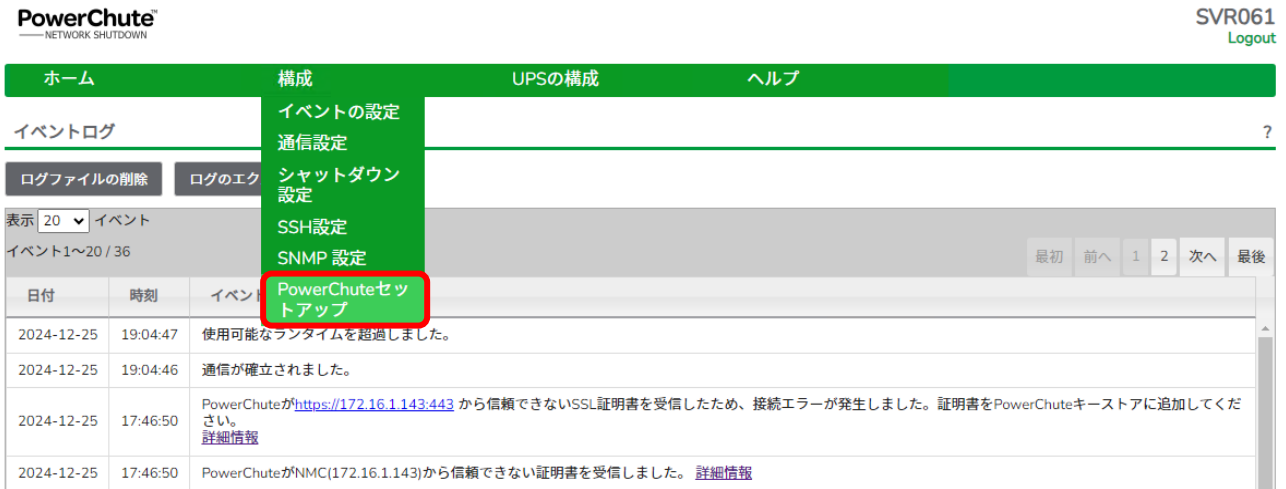 PowerChute™
NETWORK SHUTDOWN
SVR061
Logout
ホーム
構成
UPSの構成
ヘルプ
イベントの設定
通信設定
シャットダウン
設定
SSH設定
SNMP 設定
PowerChuteセッ
トアップ
イベントログ
?
ログファイルの削除
ログのエク
表示 20 イベント
イベント1～20 / 36
最初 前へ 1 2 次へ 最後
日付 時刻 イベント
2024-12-25 19:04:47 使用可能なランタイムを超過しました。
2024-12-25 19:04:46 通信が確立されました。
2024-12-25 17:46:50 PowerChuteがhttps://172.16.1.143:443 から信頼できないSSL証明書を受信したため、接続エラーが発生しました。証明書をPowerChuteキーストアに追加してくだ
さい。
詳細情報
2024-12-25 17:46:50 PowerChuteがNMC(172.16.1.143)から信頼できない証明書を受信しました。 詳細情報